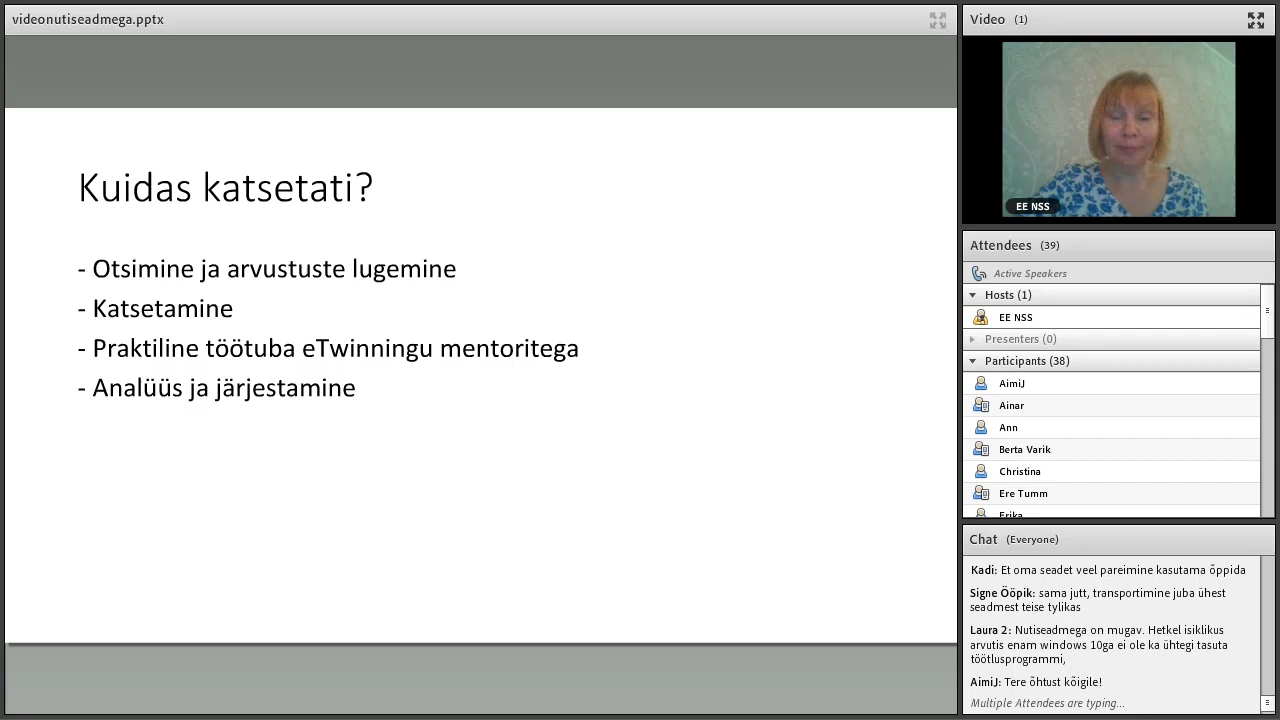 videonutiseadmega.pptx
Kuidas katsetati?
- Otsimine ja arvustuste lugemine
- Katsetamine
- Praktiline töötuba eTwinningu mentoritega
- Analüüs ja järjestamine
Video (1)
EE NSS
Attendees (39)
Active Speakers
Hosts (1)
EE NSS
Presenters (0)
Participants (38)
AimiJ
Ainar
Ann
Berta Varik
Christina
Ere Tumm
Erika
Chat (Everyone)
Kadi: Et oma seadet veel pareimine kasutama õppida
Signe Ööpik: sama jutt, transportimine juba ühest
seadmest teise tylikas
Laura 2: Nutiseadmega on mugav. Hetkel isiklikus
arvutis enam windows 10ga ei ole ka ühtegi tasuta
töötlusprogrammi,
AimiJ: Tere õhtust kõigile!
Multiple Attendees are typing...